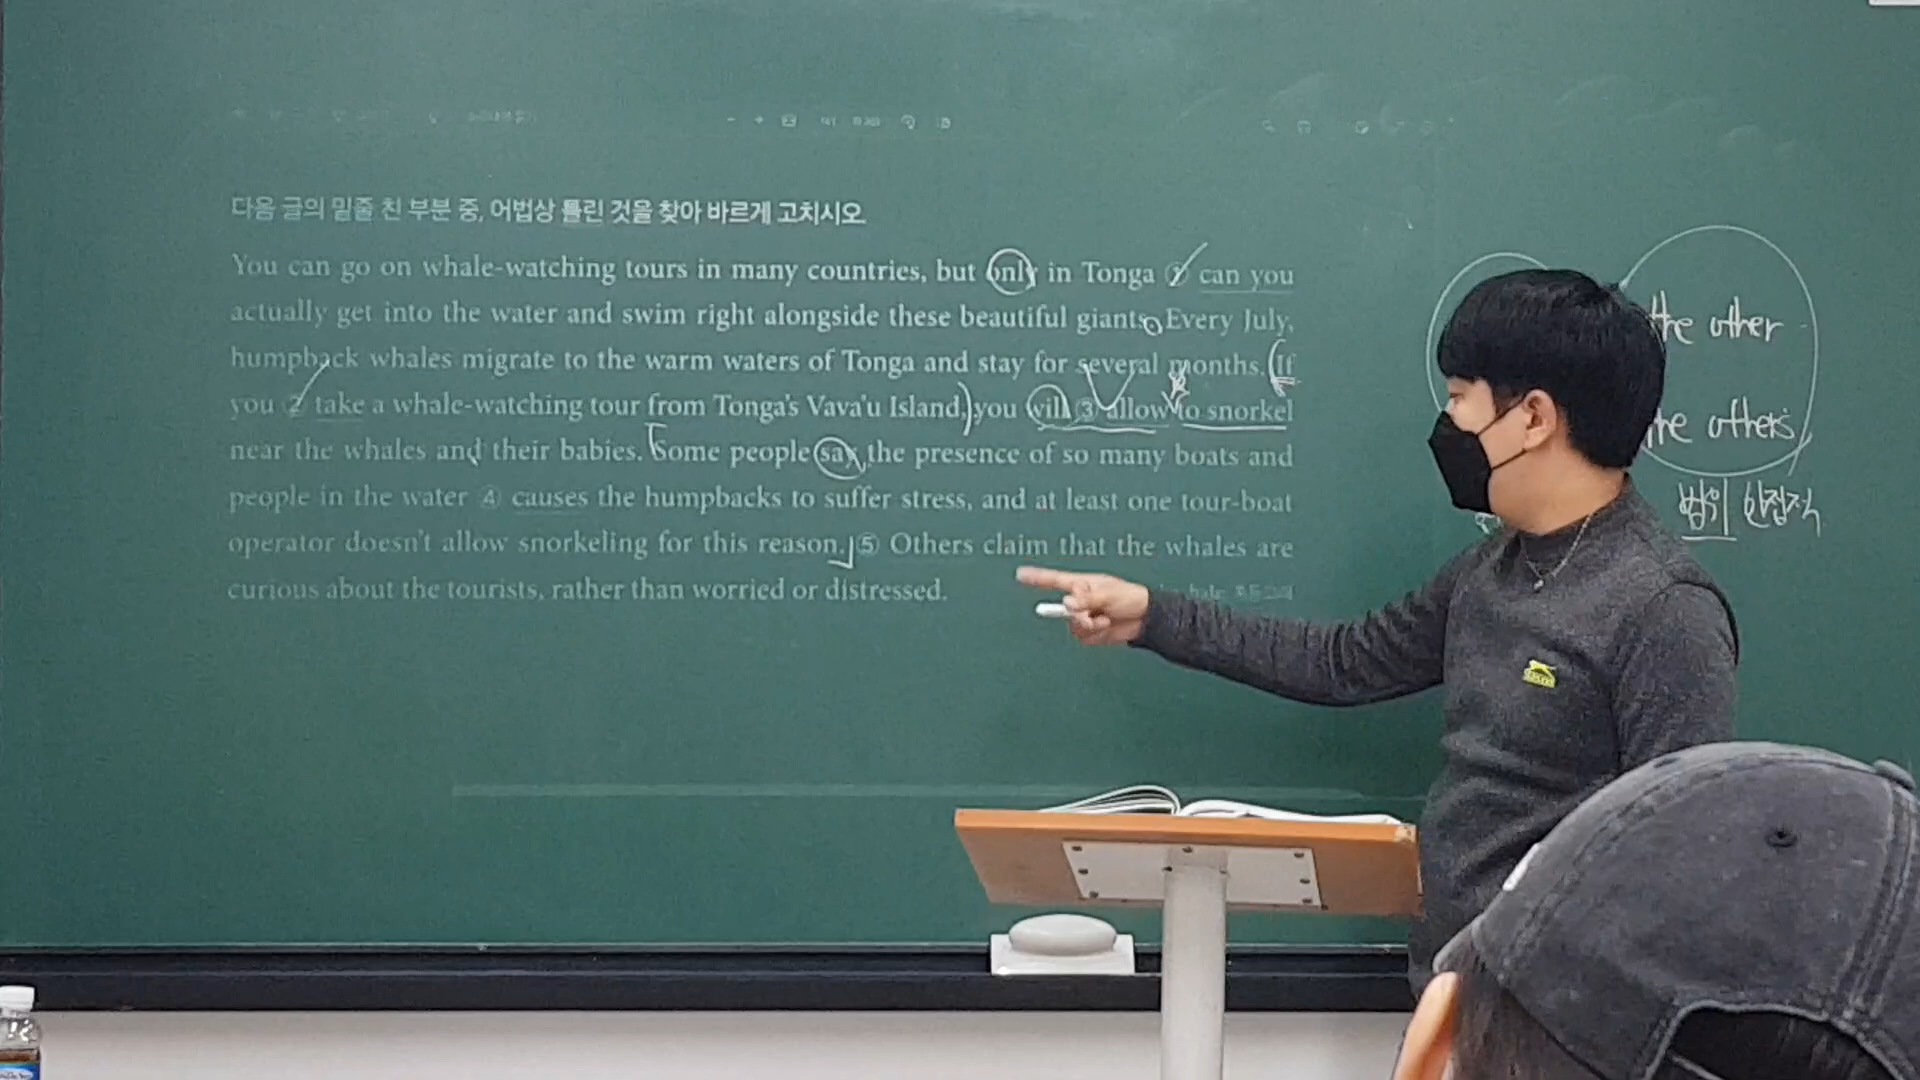 다음 글의 밑줄 친 부분 중, 어법상 틀린 것을 찾아 바르게 고치시오.
You can go on whale-watching tours in many countries, but only in Tonga ① can you
actually get into the water and swim right alongside these beautiful giants. Every July,
humpback whales migrate to the warm waters of Tonga and stay for several months. If
you ② take a whale-watching tour from Tonga's Vava'u Island, you will ③ allow to snorkel
near the whales and their babies. Some people say the presence of so many boats and
people in the water ④ causes the humpbacks to suffer stress, and at least one tour-boat
operator doesn't allow snorkeling for this reason. ⑤ Others claim that the whales are
curious about the tourists, rather than worried or distressed.
the other
the others
범위 한정적